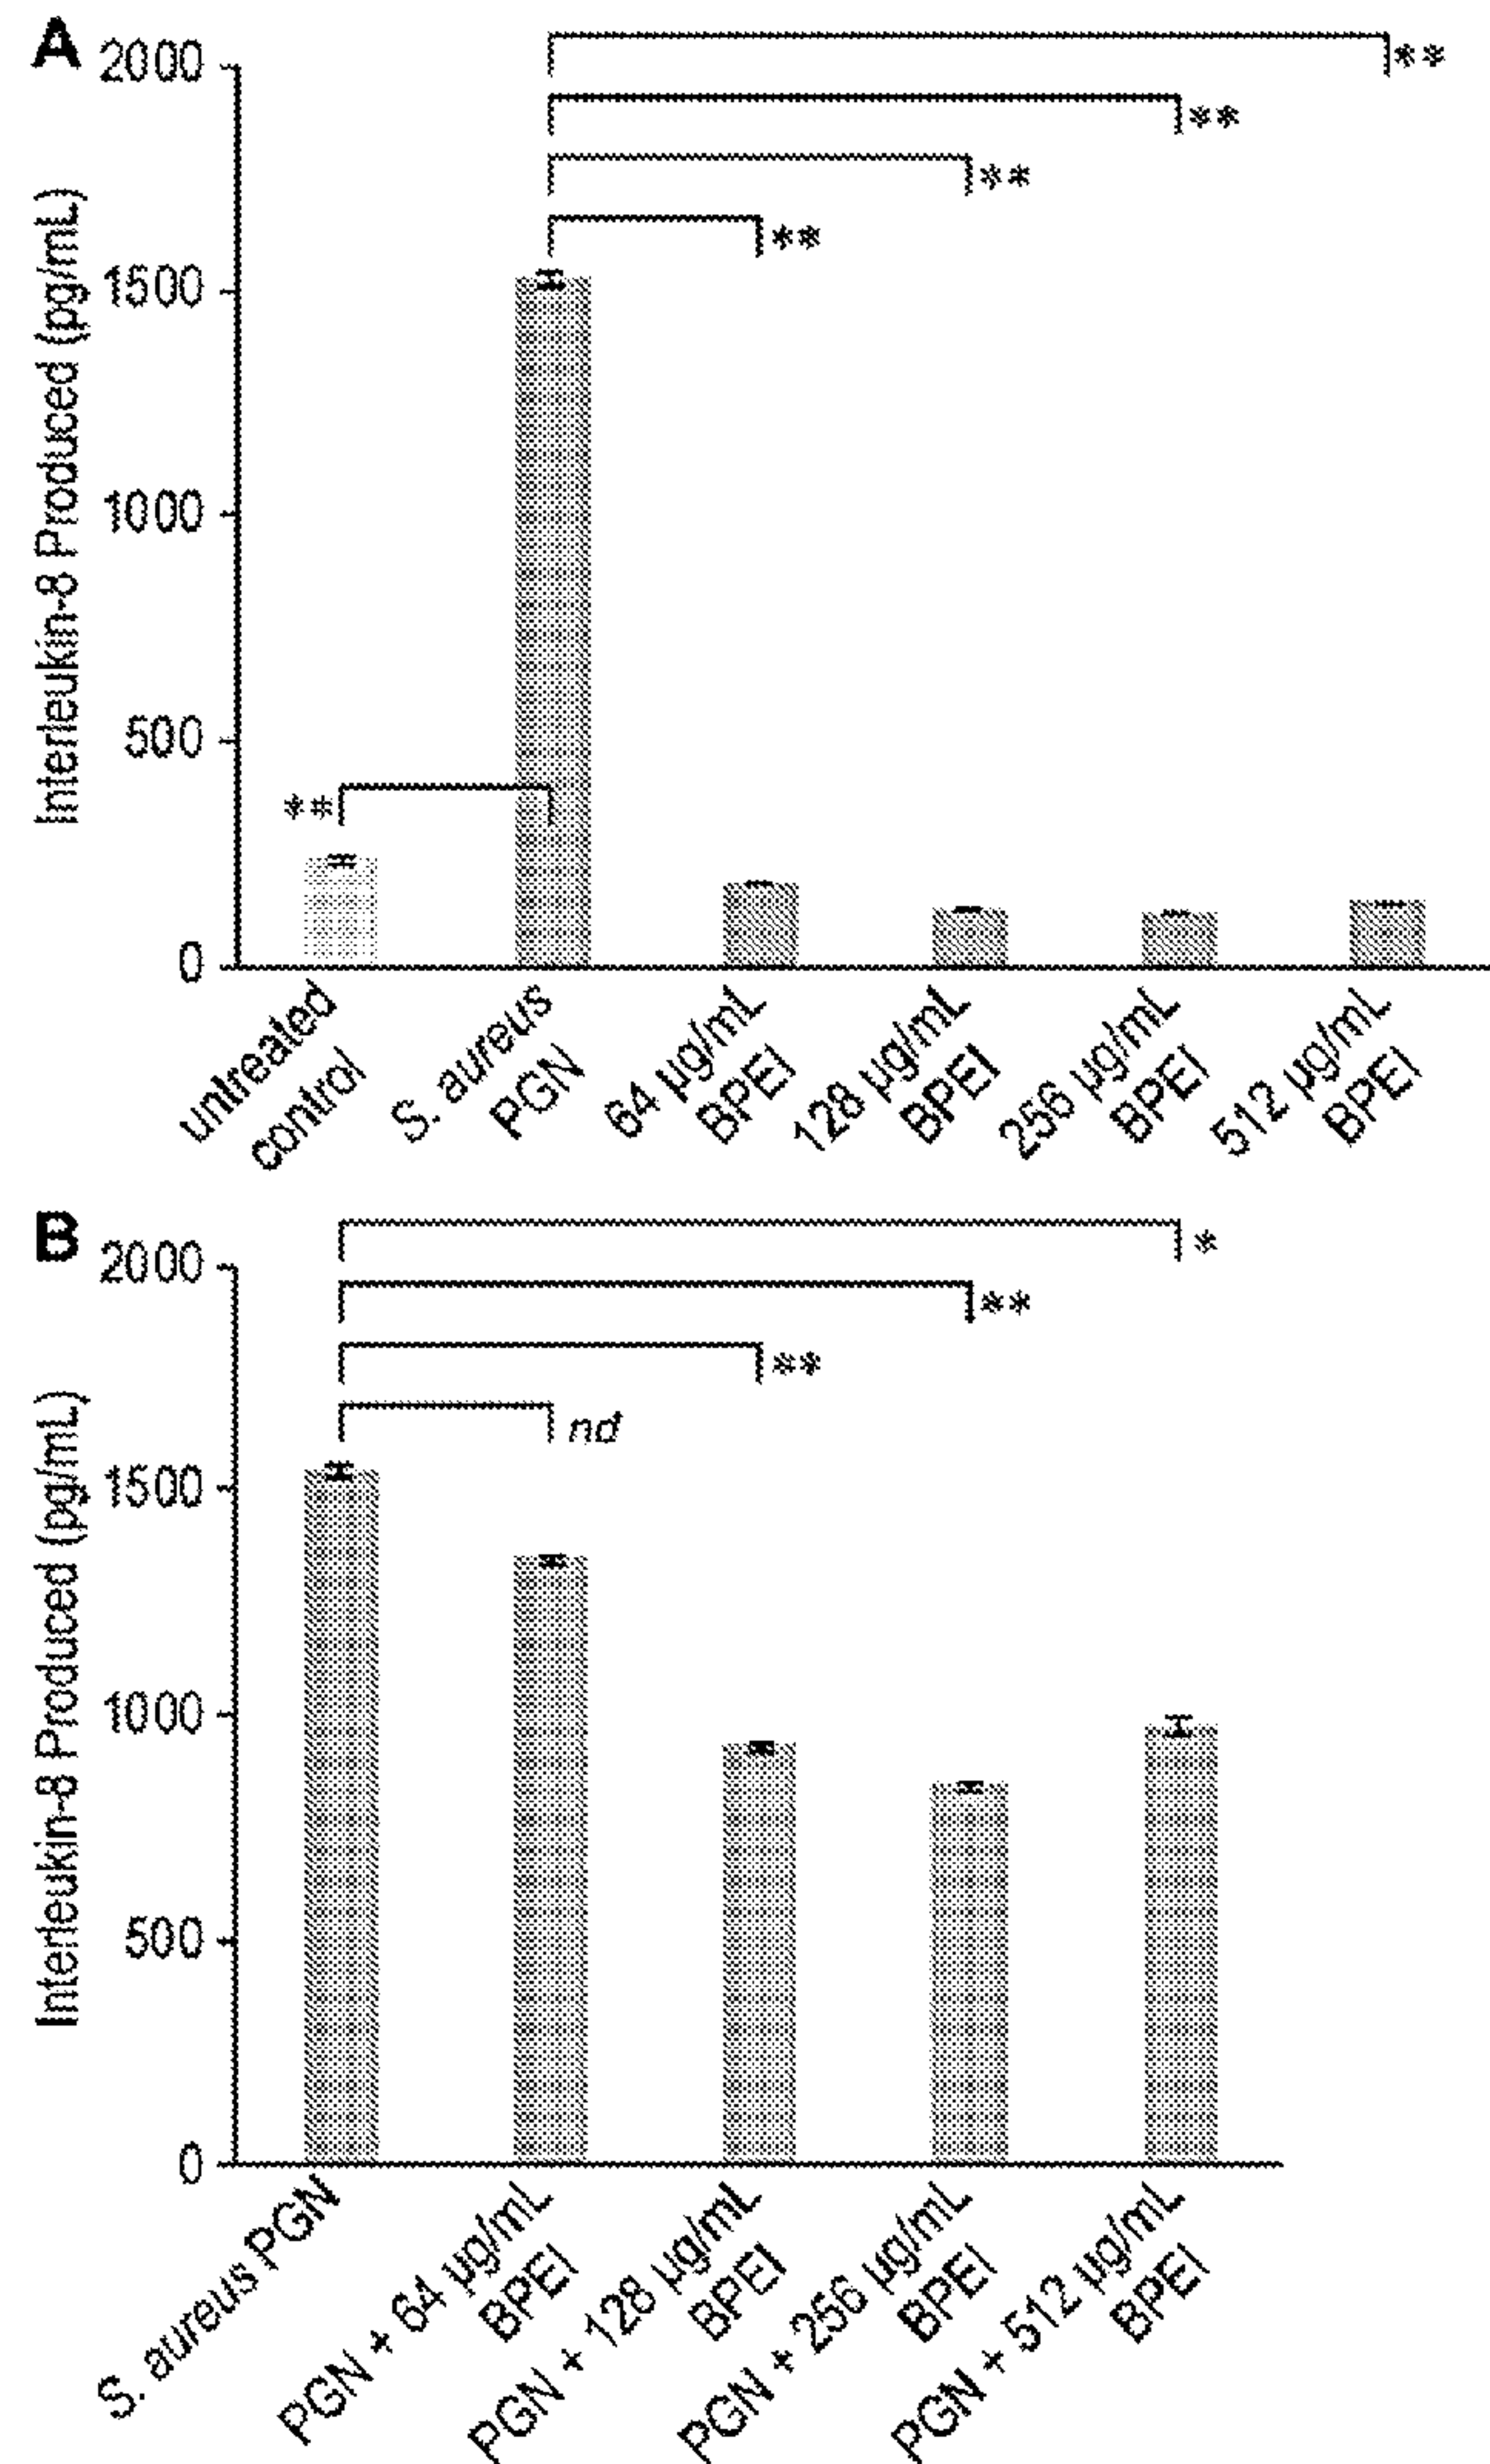 A
2000
1500
1000
500
0
Interleukin-8 Produced (pg/mL)
**
**
**
**
**
untreated
control
S. aureus
PGN
64 µg/mL
BPEI
128 µg/mL
BPEI
256 µg/mL
BPEI
512 µg/mL
BPEI
B
2000
1500
1000
500
0
Interleukin-8 Produced (pg/mL)
*
**
**
nd
S. aureus PGN
PGN + 64 µg/mL
BPEI
PGN + 128 µg/mL
BPEI
PGN + 256 µg/mL
BPEI
PGN + 512 µg/mL
BPEI